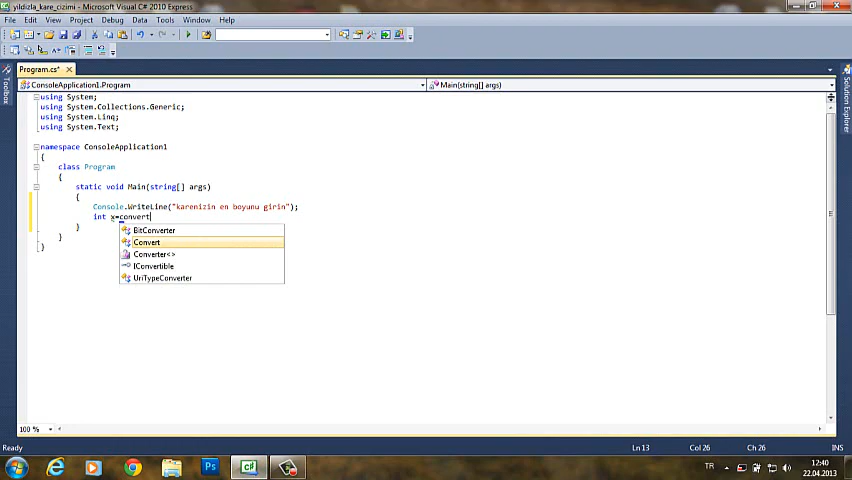 yildizla_kare_cizimi - Microsoft Visual C# 2010 Express
File Edit View Project Debug Data Tools Window Help
Program.cs*
ConsoleApplication1.Program
Main(string[] args)
Toolbox
Solution Explorer
using System;
using System.Collections.Generic;
using System.Linq;
using System.Text;
namespace ConsoleApplication1
{
class Program
{
static void Main(string[] args)
{
Console.WriteLine("karenizin en boyunu girin");
int x=convert
}
}
}
BitConverter
Convert
Converter<>
IConvertible
UriTypeConverter
100 %
Ready
Ln 13 Col 26 Ch 26 INS
TR
12:40
22.04.2013